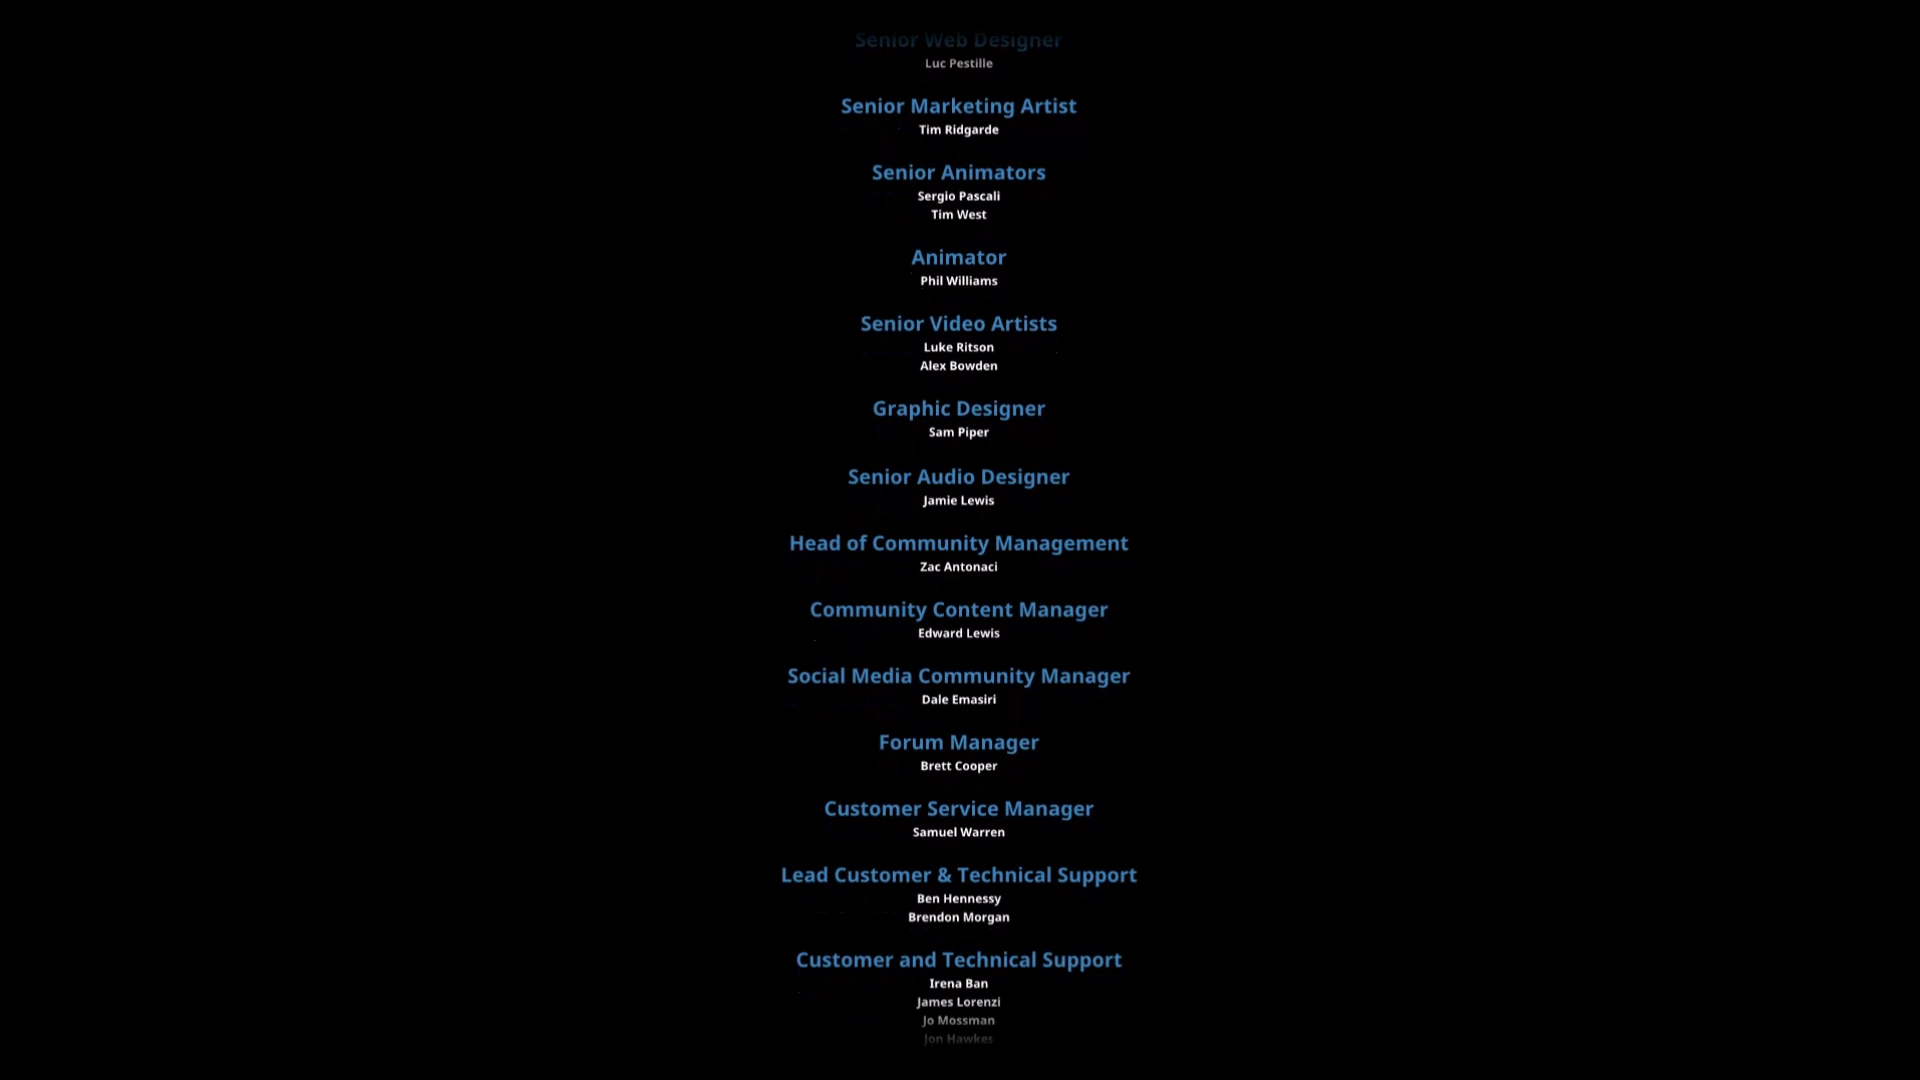 Senior Web Designer
Luc Pestille
Senior Marketing Artist
Tim Ridgarde
Senior Animators
Sergio Pascali
Tim West
Animator
Phil Williams
Senior Video Artists
Luke Ritson
Alex Bowden
Graphic Designer
Sam Piper
Senior Audio Designer
Jamie Lewis
Head of Community Management
Zac Antonaci
Community Content Manager
Edward Lewis
Social Media Community Manager
Dale Emasiri
Forum Manager
Brett Cooper
Customer Service Manager
Samuel Warren
Lead Customer & Technical Support
Ben Hennessy
Brendon Morgan
Customer and Technical Support
Irena Ban
James Lorenzi
Jo Mossman
Jon Hawkes